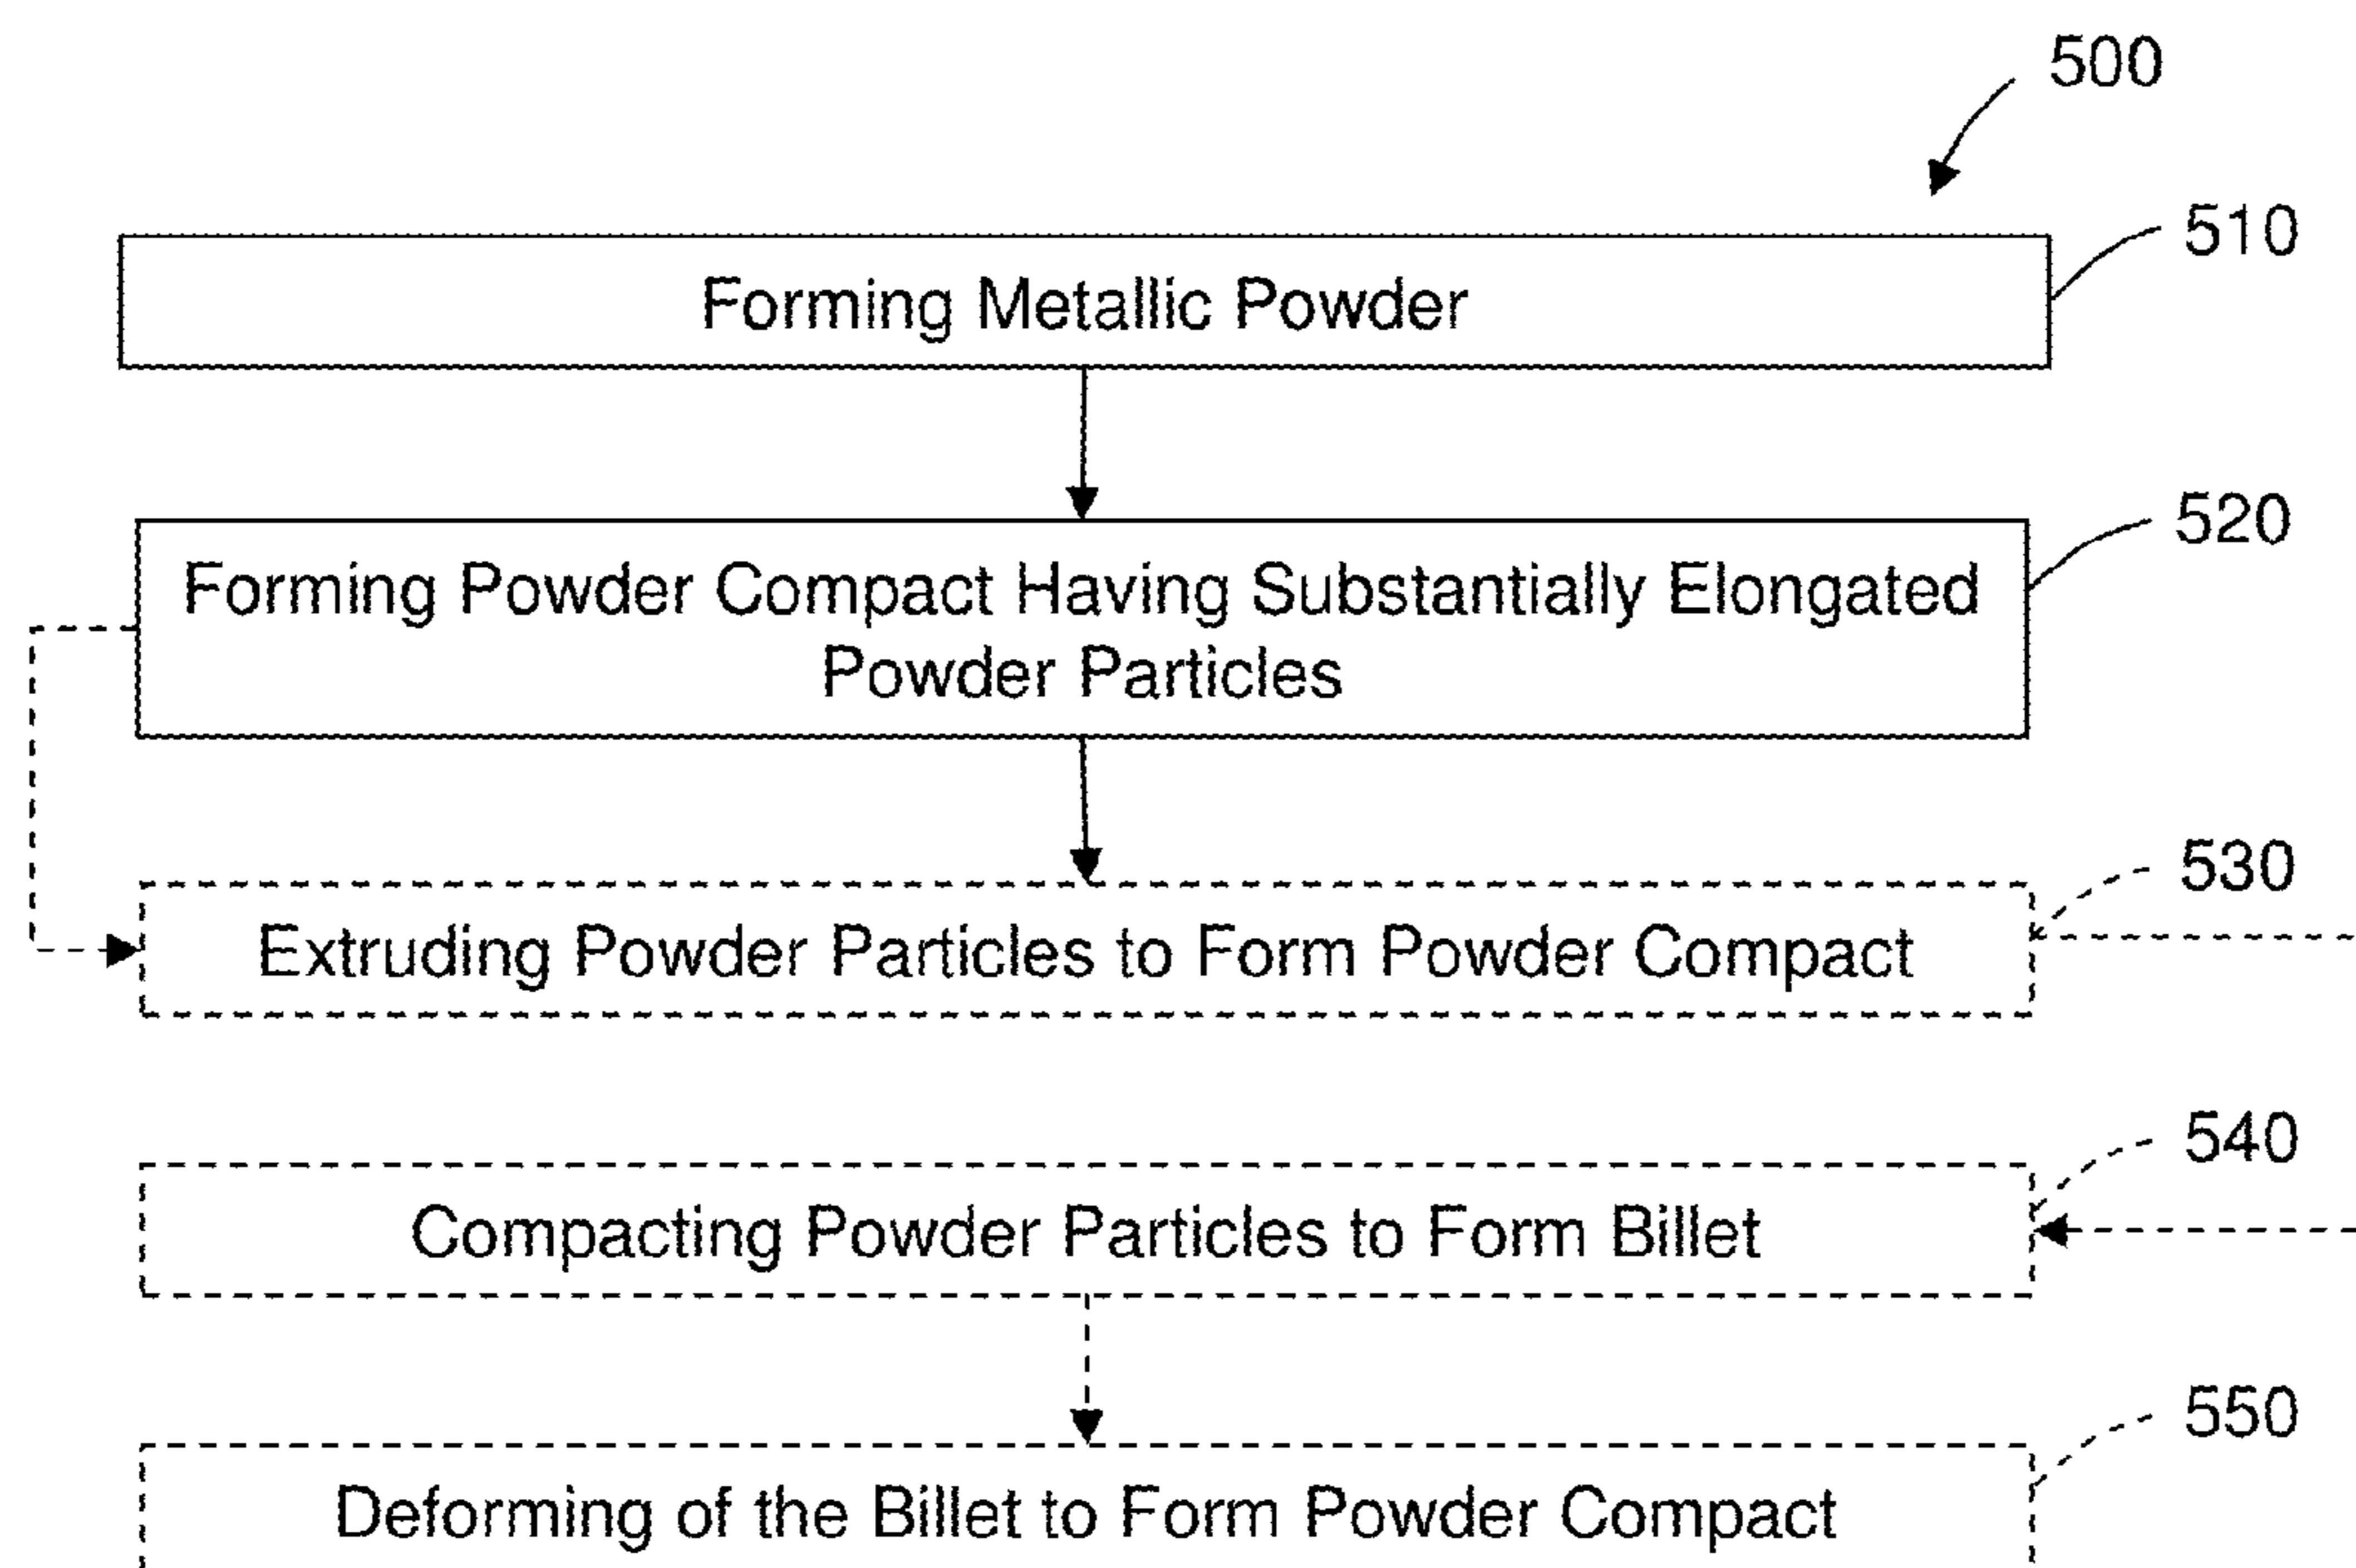 500
510
Forming Metallic Powder
520
Forming Powder Compact Having Substantially Elongated
Powder Particles
530
Extruding Powder Particles to Form Powder Compact
540
Compacting Powder Particles to Form Billet
550
Deforming of the Billet to Form Powder Compact